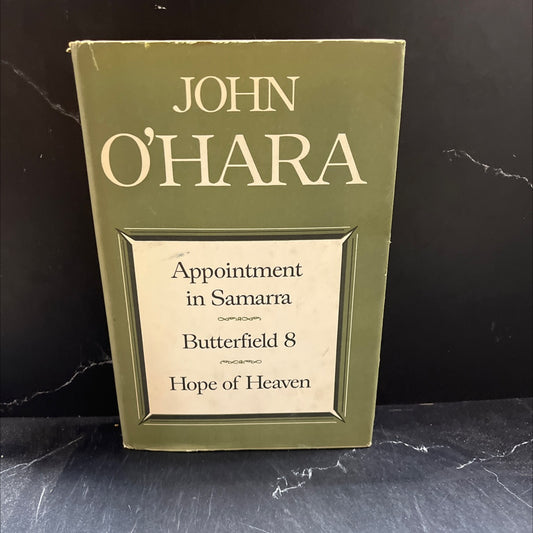 JOHN
O'HARA
Appointment
in Samarra
Butterfield 8
Hope of Heaven